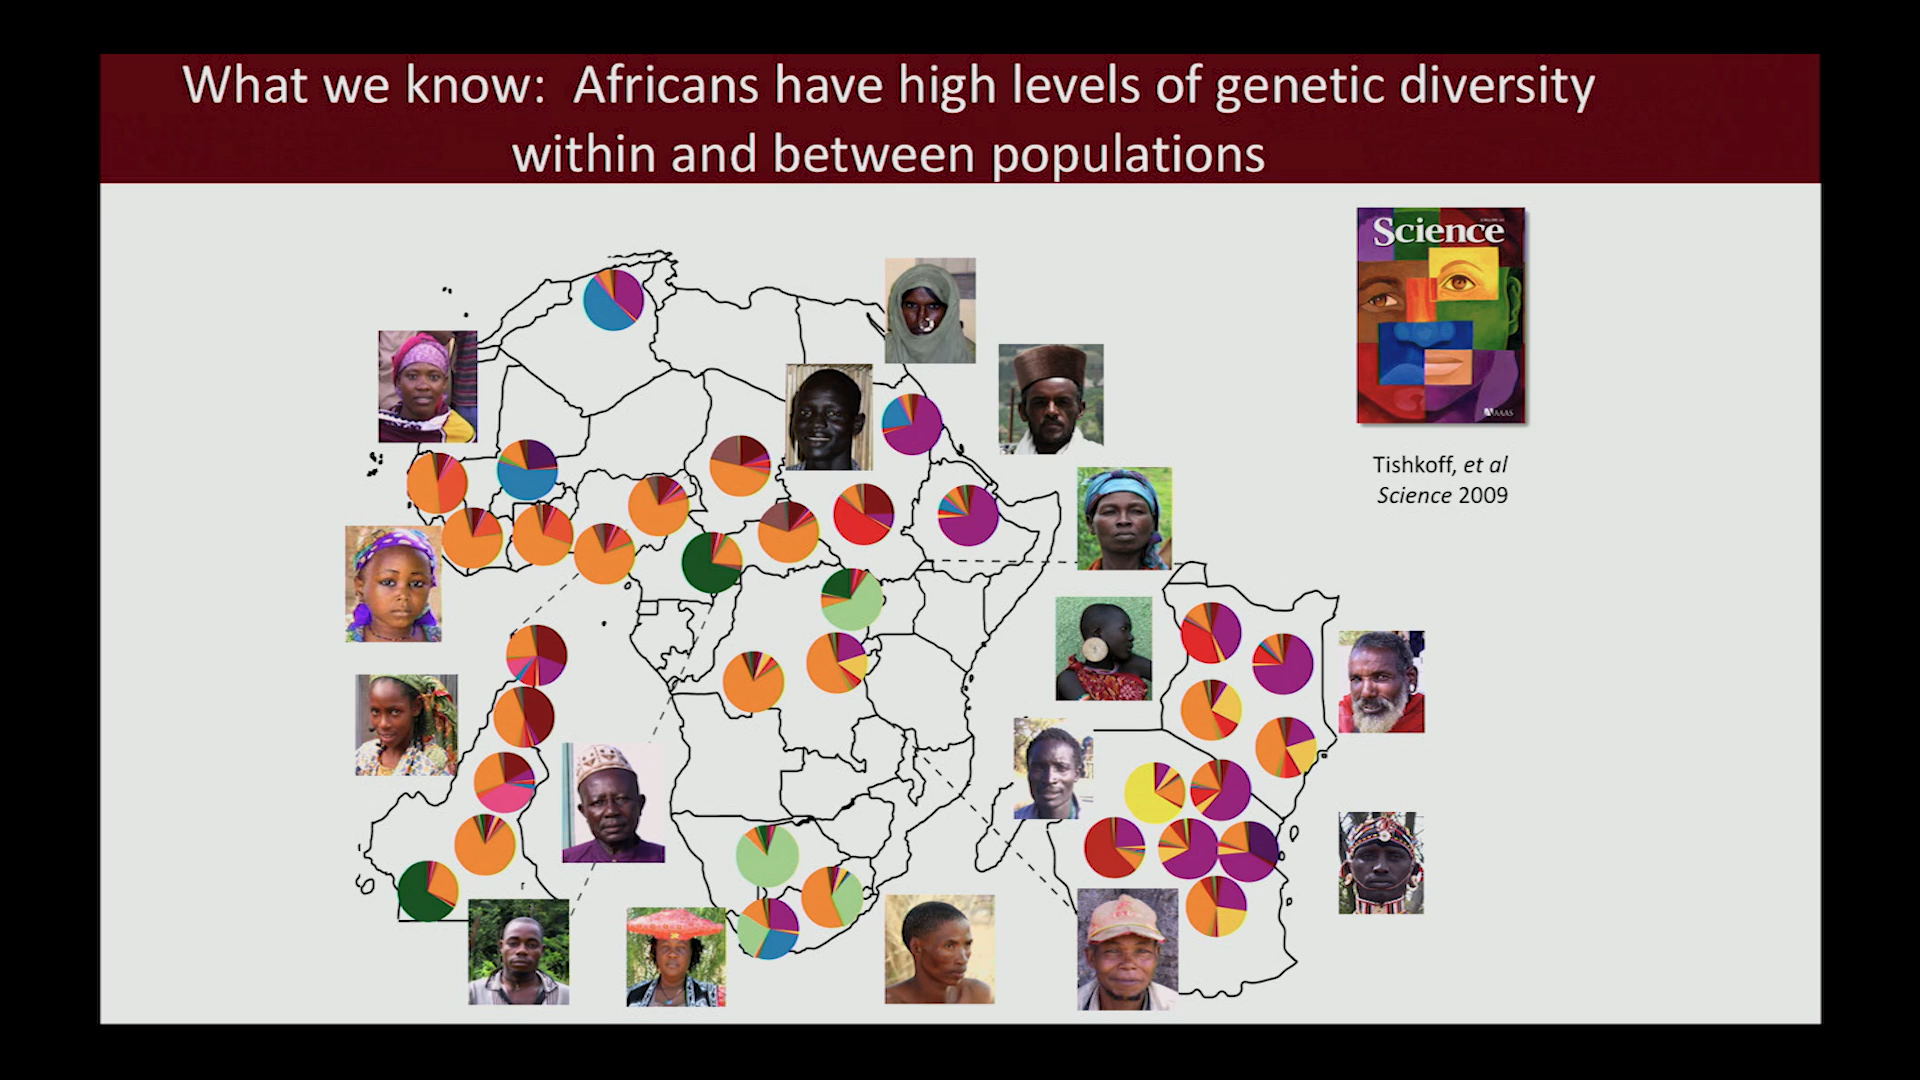 What we know:  Africans have high levels of genetic diversity
within and between populations
Science
AAAS
Tishkoff, et al
Science 2009